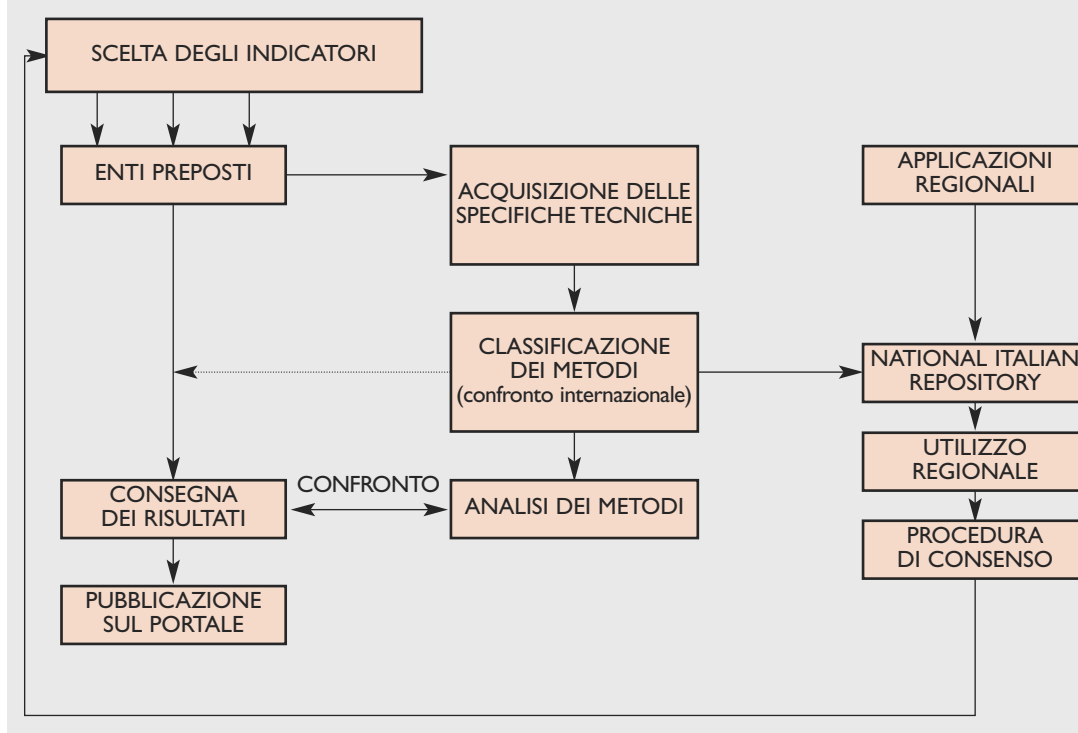 SCELTA DEGLI INDICATORI
ENTI PREPOSTI
ACQUISIZIONE DELLE
SPECIFICHE TECNICHE
APPLICAZIONI
REGIONALI
CLASSIFICAZIONE
DEI METODI
(confronto internazionale)
NATIONAL ITALIAN
REPOSITORY
UTILIZZO
REGIONALE
CONSEGNA
DEI RISULTATI
CONFRONTO
ANALISI DEI METODI
PROCEDURA
DI CONSENSO
PUBBLICAZIONE
SUL PORTALE